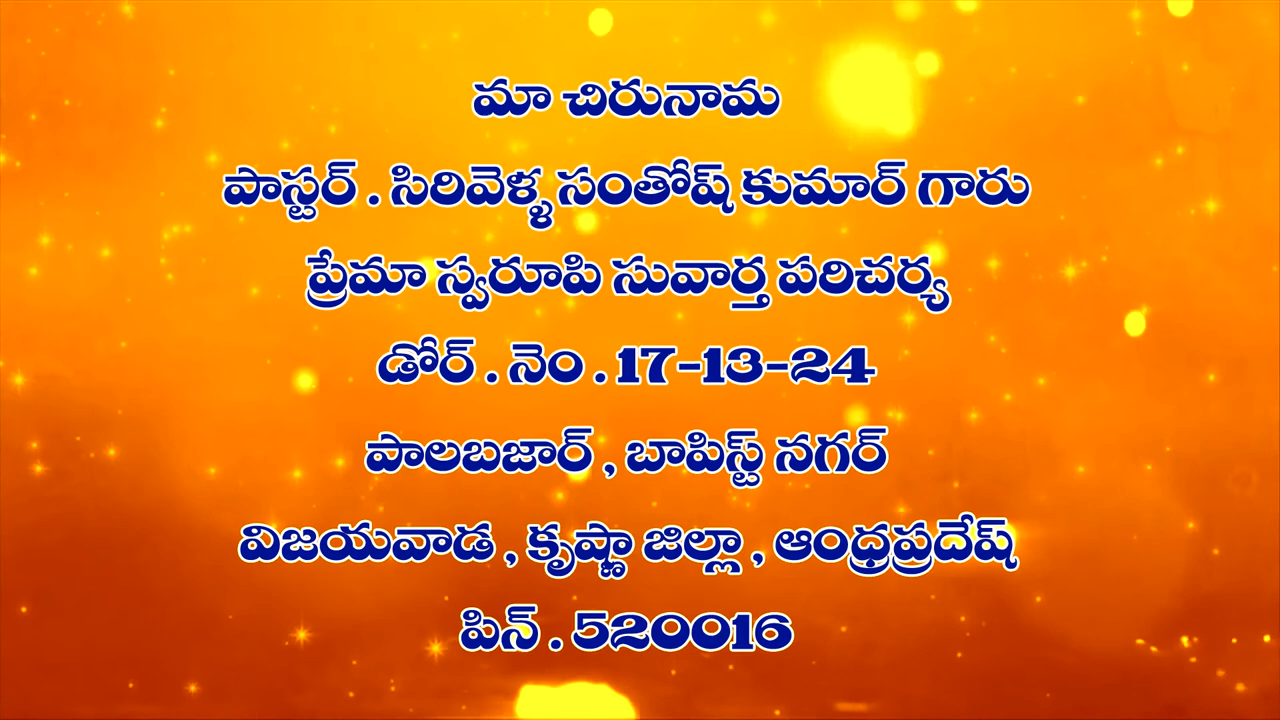 మా చిరునామ
పాస్టర్ . సిరివెళ్ళ సంతోష్ కుమార్ గారు
ప్రేమా స్వరూపి సువార్త పరిచర్య
డోర్ . నెం . 17-13-24
పాలబజార్ , బాపిస్ట్ నగర్
విజయవాడ , కృష్ణా జిల్లా , ఆంధ్రప్రదేష్
పిన్ . 520016